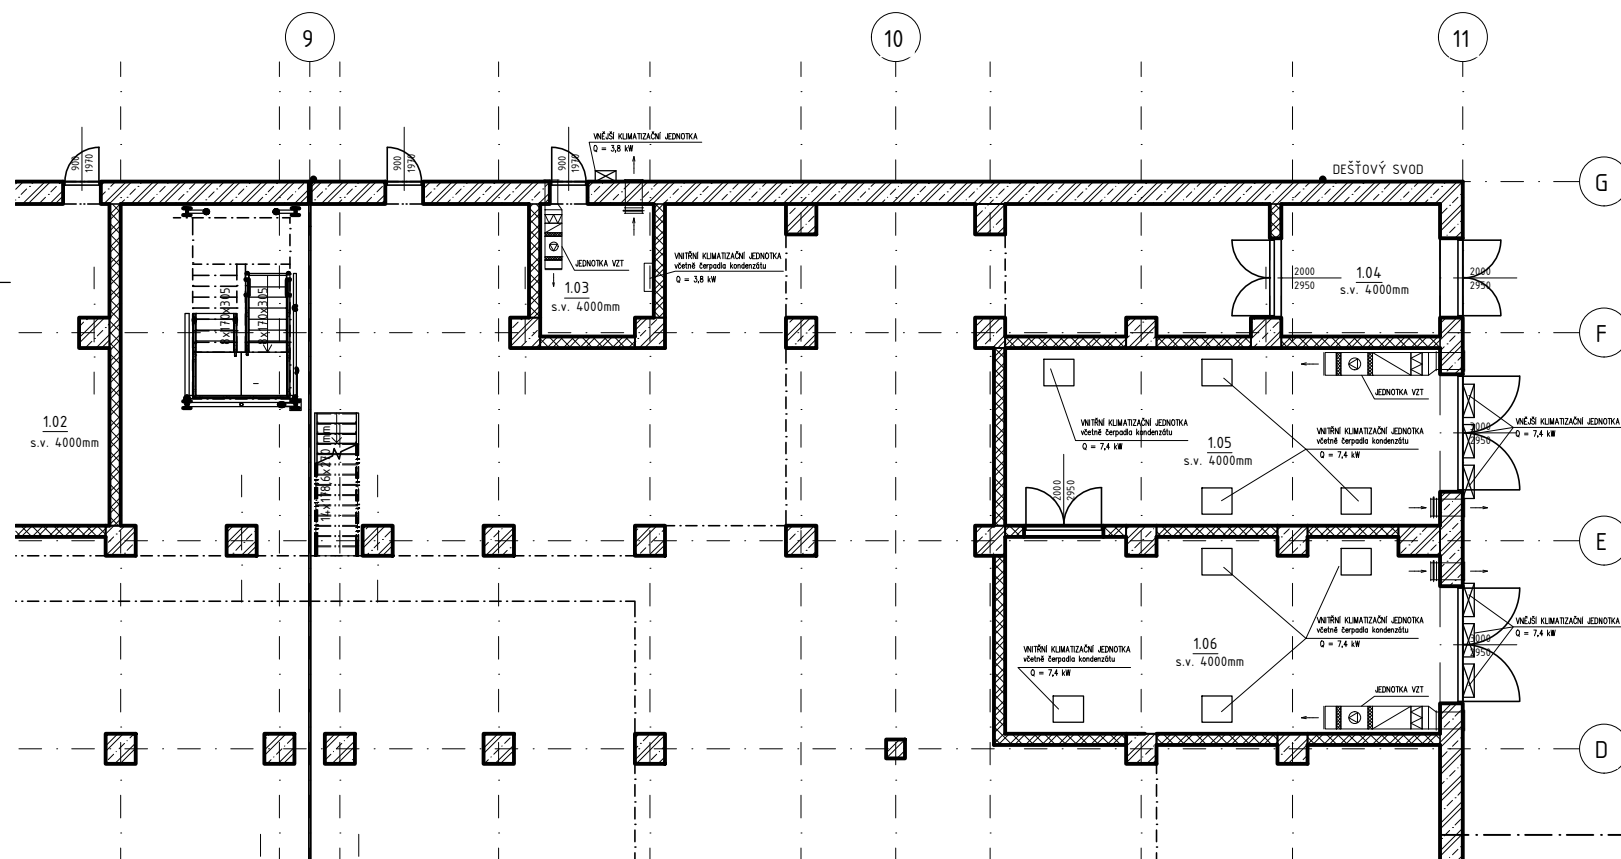 9
10
11
VNĚJŠÍ KLIMATIZAČNÍ JEDNOTKA
Q = 3,8 kW
900
1970
900
1970
900
1970
DEŠŤOVÝ SVOD
G
VNITŘNÍ KLIMATIZAČNÍ JEDNOTKA
včetně čerpadla kondenzátu
Q = 3,8 kW
JEDNOTKA VZT
1.03
s.v. 4000mm
2000
2950
1.04
s.v. 4000mm
2000
2950
8x170x305
8x170x305
F
JEDNOTKA VZT
1.02
s.v. 4000mm
VNITŘNÍ KLIMATIZAČNÍ JEDNOTKA
včetně čerpadla kondenzátu
Q = 7,4 kW
1.05
s.v. 4000mm
VNITŘNÍ KLIMATIZAČNÍ JEDNOTKA
včetně čerpadla kondenzátu
Q = 7,4 kW
VNĚJŠÍ KLIMATIZAČNÍ JEDNOTKA
Q = 7,4 kW
2950
2000
2950
E
VNITŘNÍ KLIMATIZAČNÍ JEDNOTKA
včetně čerpadla kondenzátu
Q = 7,4 kW
1.06
s.v. 4000mm
VNITŘNÍ KLIMATIZAČNÍ JEDNOTKA
včetně čerpadla kondenzátu
Q = 7,4 kW
VNĚJŠÍ KLIMATIZAČNÍ JEDNOTKA
Q = 7,4 kW
3000
2950
JEDNOTKA VZT
D